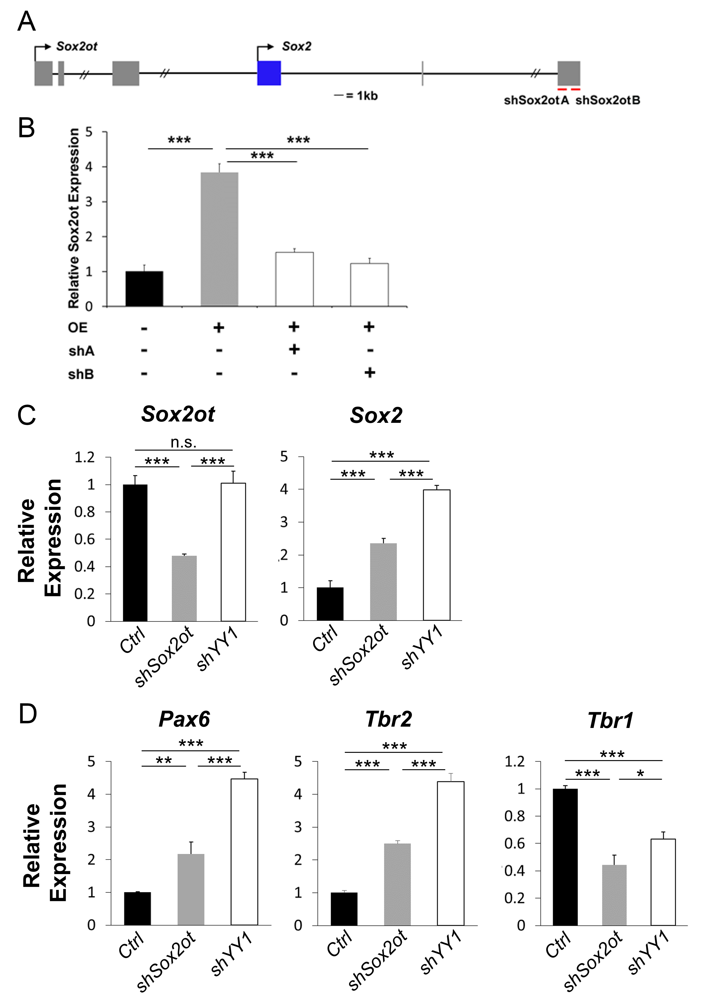 A
Sox2ot
Sox2
= 1kb
shSox2otA shSox2otB
B
Relative Sox2ot Expression
5
4
3
2
1
0
***
***
***
OE - + + +
shA - - + -
shB - - - +
C
Relative
Expression
Sox2ot
n.s.
***
***
1.2
1
0.8
0.6
0.4
0.2
0
Ctrl
shSox2ot
shYY1
Sox2
***
***
***
5
4
3
2
1
0
Ctrl
shSox2ot
shYY1
D
Relative
Expression
Pax6
***
**
***
5
4
3
2
1
0
Ctrl
shSox2ot
shYY1
Tbr2
***
***
***
5
4
3
2
1
0
Ctrl
shSox2ot
shYY1
Tbr1
***
***
*
1.2
1
0.8
0.6
0.4
0.2
0
Ctrl
shSox2ot
shYY1